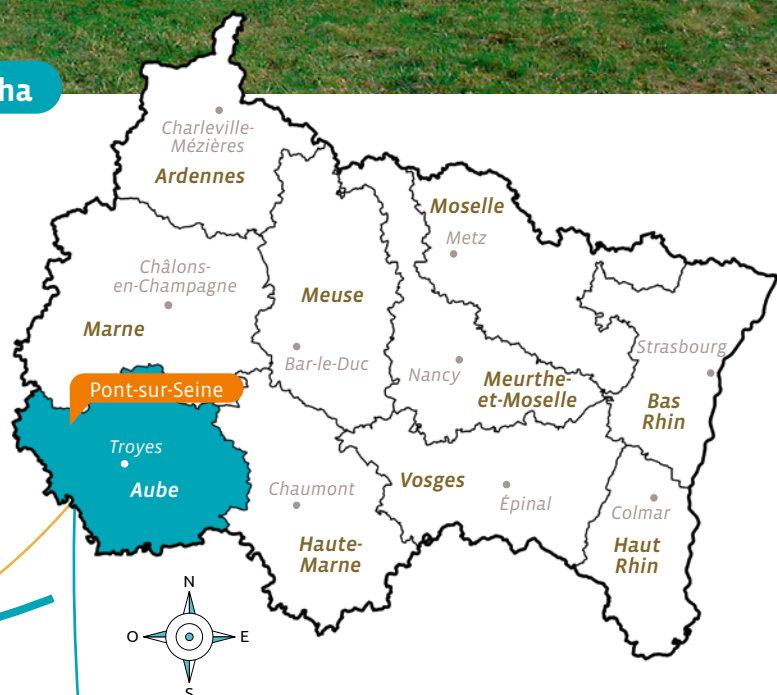 ha
Charleville-
Mézières
Ardennes
Moselle
Metz
Châlons-
en-Champagne
Meuse
Marne
Strasbourg
Bar-le-Duc
Nancy
Meurthe-
et-Moselle
Pont-sur-Seine
Bas
Rhin
Troyes
Aube
Chaumont
Vosges
Épinal
Colmar
Haute-
Marne
Haut
Rhin
N
O
E
S